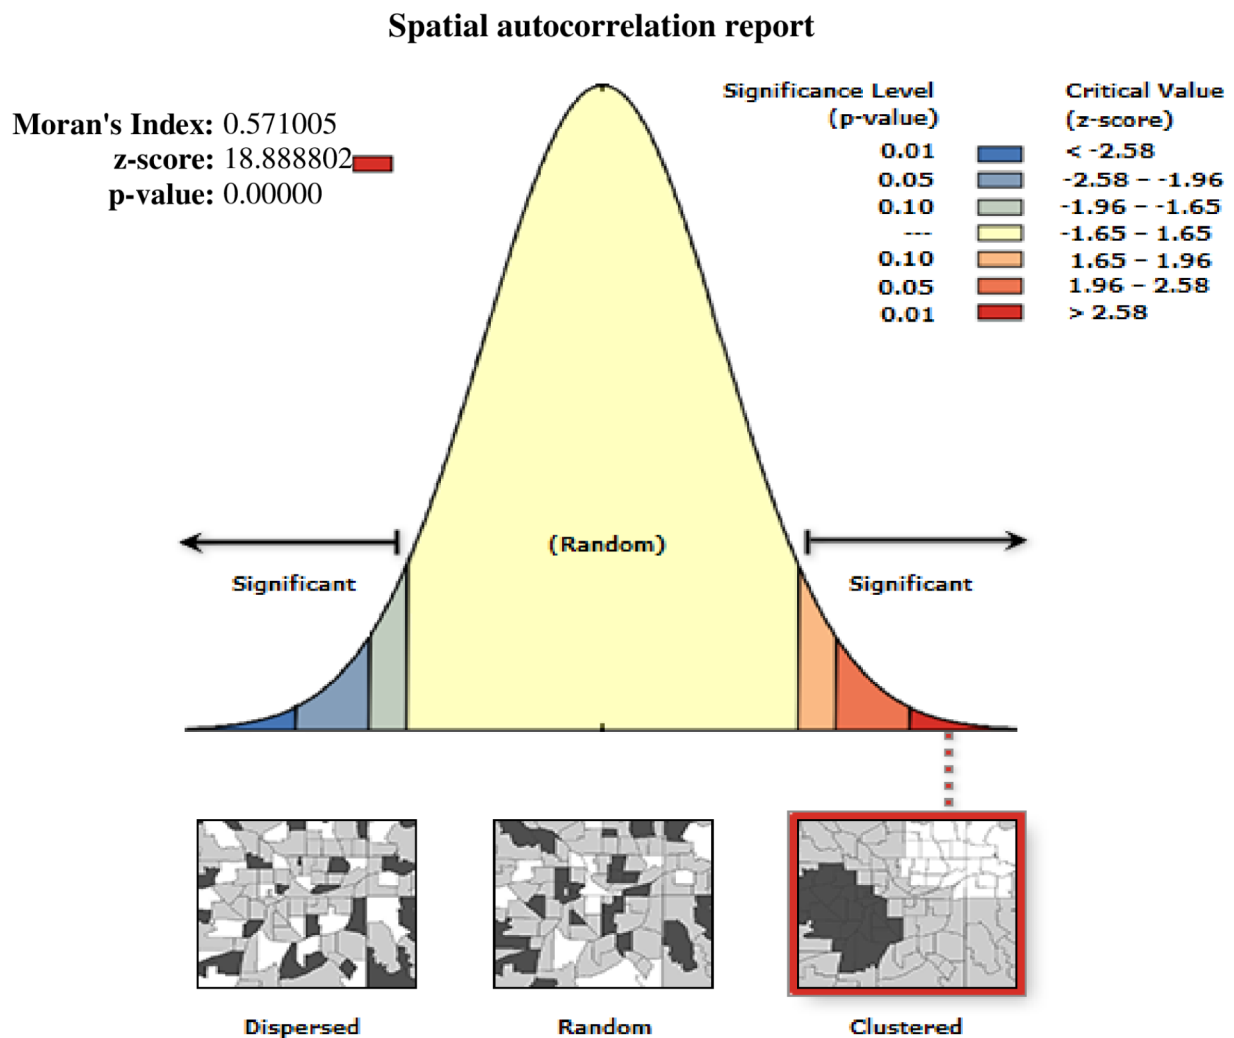 Spatial autocorrelation report
Moran's Index: 0.571005
z-score: 18.888802
p-value: 0.00000
Significance Level Critical Value
(p-value) (z-score)
0.01 < -2.58
0.05 -2.58 – -1.96
0.10 -1.96 – -1.65
--- -1.65 – 1.65
0.10 1.65 – 1.96
0.05 1.96 – 2.58
0.01 > 2.58
(Random)
Significant Significant
Dispersed Random Clustered